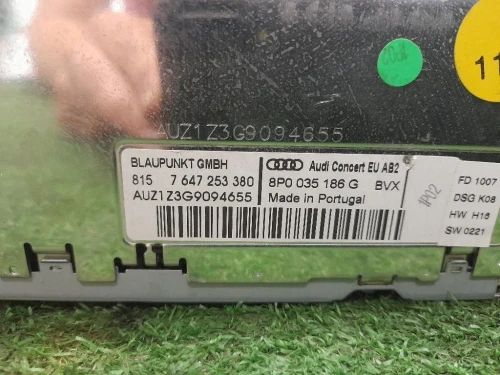 11
AUZ1Z3G9094655
BLAUPUNKT GMBH
815 7 647 253 380
AUZ1Z3G9094655
Audi Concert EU AB2
8P0 035 186 G BVX
Made in Portugal
FD 1007
DSG K08
HW H16
SW 0221